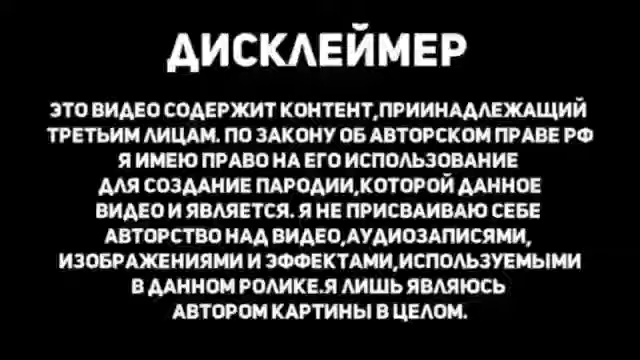 ДИСКЛЕЙМЕР
ЭТО ВИДЕО СОДЕРЖИТ КОНТЕНТ,ПРИИНАДЛЕЖАЩИЙ
ТРЕТЬИМ ЛИЦАМ. ПО ЗАКОНУ ОБ АВТОРСКОМ ПРАВЕ РФ
Я ИМЕЮ ПРАВО НА ЕГО ИСПОЛЬЗОВАНИЕ
ДЛЯ СОЗДАНИЕ ПАРОДИИ,КОТОРОЙ ДАННОЕ
ВИДЕО И ЯВЛЯЕТСЯ. Я НЕ ПРИСВАИВАЮ СЕБЕ
АВТОРСТВО НАД ВИДЕО,АУДИОЗАПИСЯМИ,
ИЗОБРАЖЕНИЯМИ И ЭФФЕКТАМИ,ИСПОЛЬЗУЕМЫМИ
В ДАННОМ РОЛИКЕ.Я ЛИШЬ ЯВЛЯЮСЬ
АВТОРОМ КАРТИНЫ В ЦЕЛОМ.